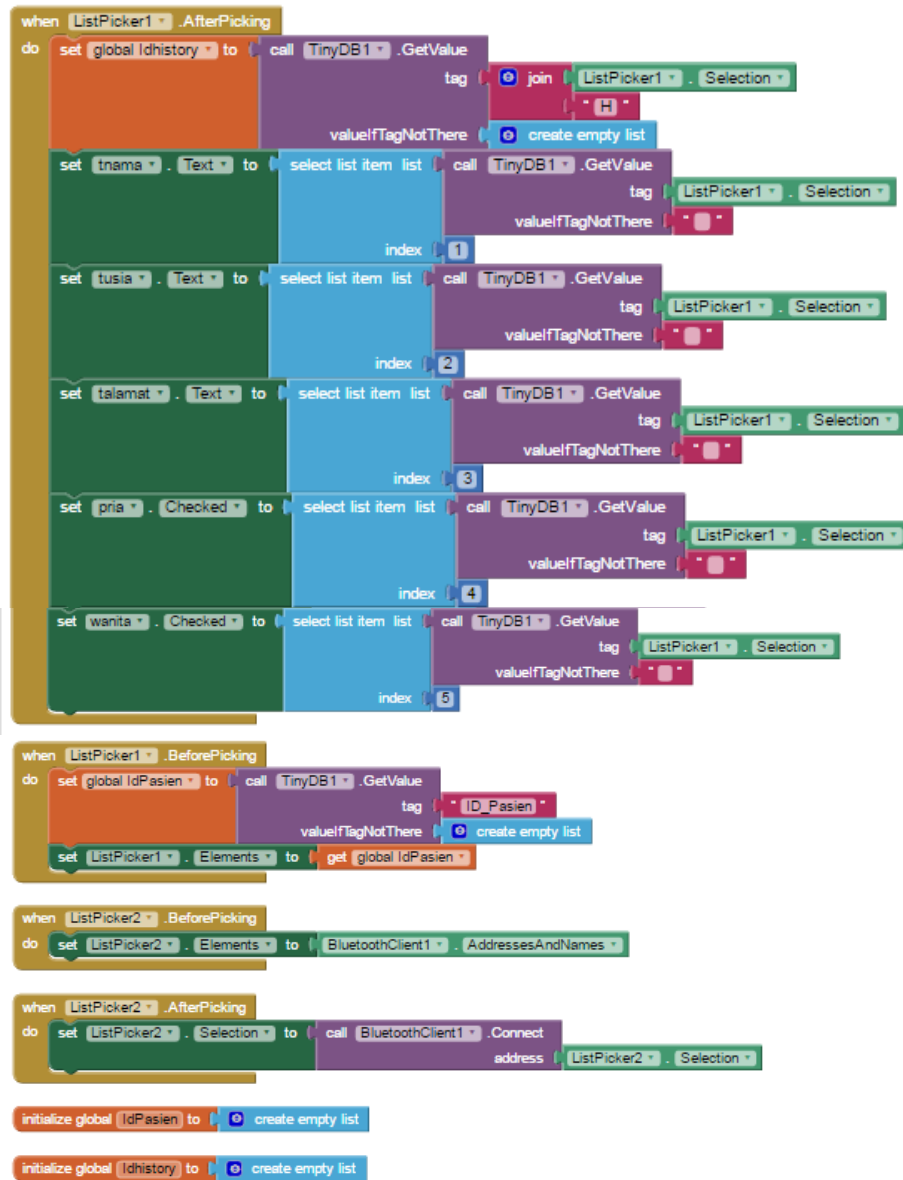 when ListPicker1 .AfterPicking
do set global Idhistory to call TinyDB1 .GetValue
tag join ListPicker1 . Selection
" H "
valueIfTagNotThere create empty list
set tnama . Text to select list item list call TinyDB1 .GetValue
tag ListPicker1 . Selection
valueIfTagNotThere " "
index 1
set tusia . Text to select list item list call TinyDB1 .GetValue
tag ListPicker1 . Selection
valueIfTagNotThere " "
index 2
set talamat . Text to select list item list call TinyDB1 .GetValue
tag ListPicker1 . Selection
valueIfTagNotThere " "
index 3
set pria . Checked to select list item list call TinyDB1 .GetValue
tag ListPicker1 . Selection
valueIfTagNotThere " "
index 4
set wanita . Checked to select list item list call TinyDB1 .GetValue
tag ListPicker1 . Selection
valueIfTagNotThere " "
index 5
when ListPicker1 .BeforePicking
do set global IdPasien to call TinyDB1 .GetValue
tag " ID_Pasien "
valueIfTagNotThere create empty list
set ListPicker1 . Elements to get global IdPasien
when ListPicker2 .BeforePicking
do set ListPicker2 . Elements to BluetoothClient1 . AddressesAndNames
when ListPicker2 .AfterPicking
do set ListPicker2 . Selection to call BluetoothClient1 .Connect
address ListPicker2 . Selection
initialize global IdPasien to create empty list
initialize global Idhistory to create empty list